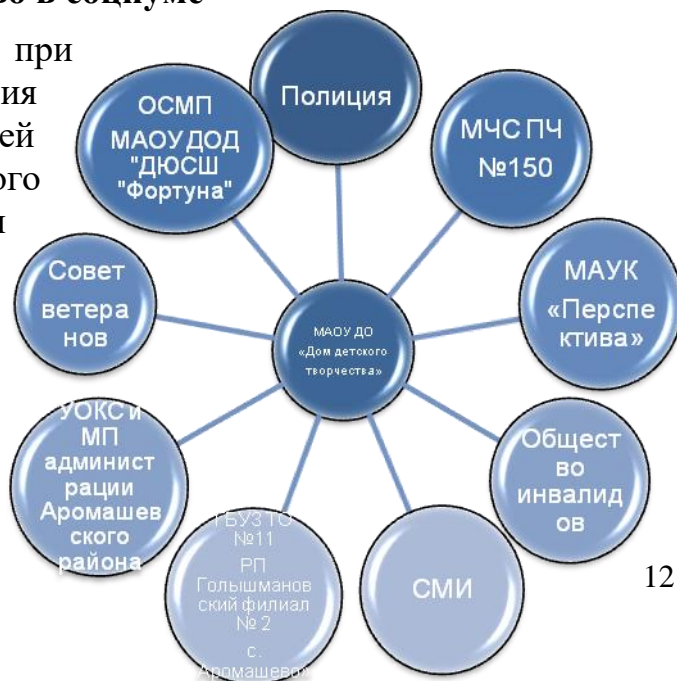 во в социуме
при
ия
ей
ого
и
Полиция
МЧС ПЧ
№150
МАУК
«Перспе
ктива»
Общест
во
инвалид
ов
СМИ
ГБУЗ ТО
№11
РП
Голышманов
ский филиал
№ 2
с.
Аромашево»
УОКС и
МП
админист
рации
Аромашев
ского
района
Совет
ветера
нов
ОСМП
МАОУ ДОД
"ДЮСШ
"Фортуна"
МАОУ ДО
«Дом детского
творчества»
12